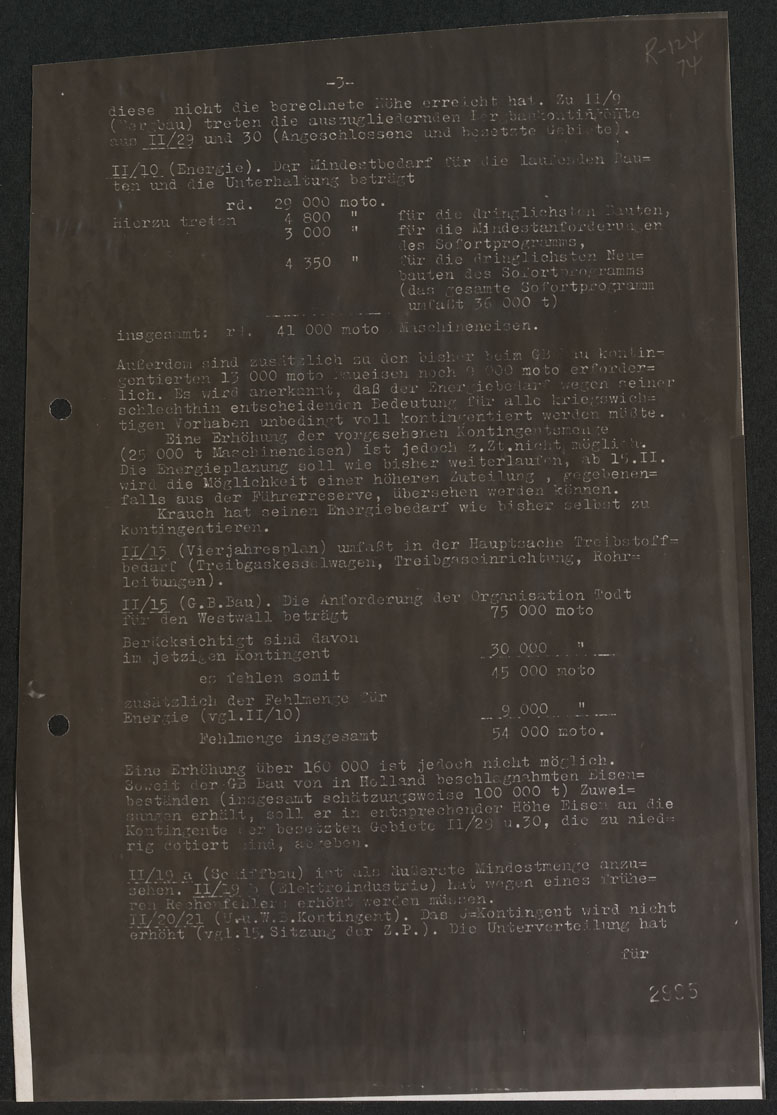 R-124
74
-3-
diese nicht die berechnete Höhe erreicht hat. Zu II/9
(Bergbau) treten die auszugliedernden Der Baukontingente
aus II/29 und 30 (Angeschlossene und besetzte Gebiete).
II/10 (Energie). Der Mindestbedarf für die laufenden Bau=
ten und die Unterhaltung beträgt
rd. 29 000 moto.
Hierzu treten 4 800 " für die dringlichsten Bauten,
3 000 " für die Mindestanforderungen
des Sofortprogramms,
4 350 " für die dringlichsten Neu=
bauten des Sofortprogramms
(das gesamte Sofortprogramm
umfaßt 36 000 t)
insgesamt: rd. 41 000 moto Maschineneisen.
Außerdem sind zusätzlich zu den bisher beim GB Bau kontin-
gentierten 13 000 moto Baueisen noch 9 000 moto erforder-
lich. Es wird anerkannt, daß der Energiebedarf wegen seiner
schlechthin entscheidenden Bedeutung für alle kriegswich=
tigen Vorhaben unbedingt voll kontingentiert werden müßte.
Eine Erhöhung der vorgesehenen Kontingentsmenge
(25 000 t Maschineneisen) ist jedoch z.Zt.nicht möglich.
Die Energieplanung soll wie bisher weiterlaufen, ab 15.II.
wird die Möglichkeit einer höheren Zuteilung , gegebenen=
falls aus der Führerreserve, übersehen werden können.
Krauch hat seinen Energiebedarf wie bisher selbst zu
kontingentieren.
II/13 (Vierjahresplan) umfaßt in der Hauptsache Treibstoff=
bedarf (Treibgaskesselwagen, Treibgaseinrichtung, Rohr=
leitungen).
II/15 (G.B.Bau). Die Anforderung der Organisation Todt
für den Westwall beträgt 75 000 moto
Berücksichtigt sind davon
im jetzigen Kontingent 30 000 "
es fehlen somit 45 000 moto
zusätzlich der Fehlmenge für
Energie (vgl.II/10) 9 000 "
Fehlmenge insgesamt 54 000 moto.
Eine Erhöhung über 160 000 ist jedoch nicht möglich.
Soweit der GB Bau von in Holland beschlagnahmten Eisen=
beständen (insgesamt schätzungsweise 100 000 t) Zuwei=
sungen erhält, soll er in entsprechender Höhe Eisen an die
Kontingente der besetzten Gebiete II/29 u.30, die zu nied=
rig dotiert sind, abgeben.
II/19 a (Schiffbau) ist als äußerste Mindestmenge anzu=
sehen. II/19 b (Elektroindustrie) hat wegen eines frühe=
ren Rechenfehlers erhöht werden müssen.
II/20/21 (U.u.W.B.Kontingent). Das U=Kontingent wird nicht
erhöht (vgl.15. Sitzung der Z.P.). Die Unterverteilung hat
für
2995